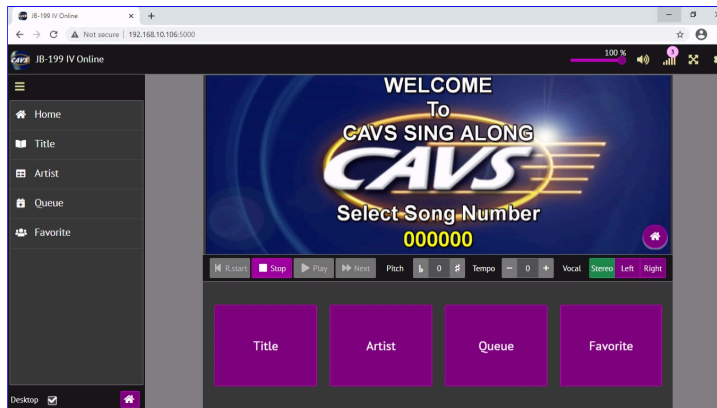 JB-199 IV Online
Not secure
192.168.10.106:5000
CAVS
JB-199 IV Online
100 %
5
Home
Title
Artist
Queue
Favorite
Desktop
WELCOME
To
CAVS SING ALONG
CAVS
Select Song Number
000000
R.start Stop Play Next Pitch ♭ 0 ♯ Tempo − 0 + Vocal Stereo Left Right
Title Artist Queue Favorite